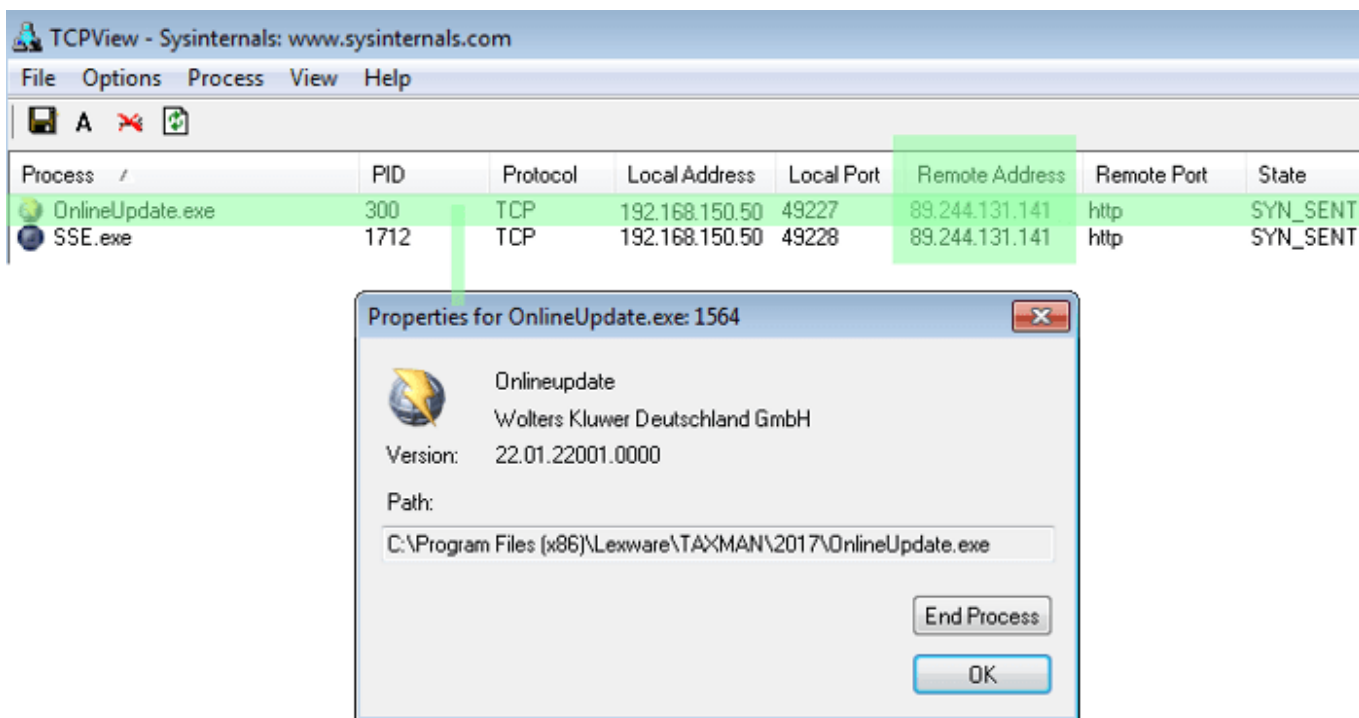 TCPView - Sysinternals: www.sysinternals.com
File Options Process View Help
A
Process / PID Protocol Local Address Local Port Remote Address Remote Port State
OnlineUpdate.exe 300 TCP 192.168.150.50 49227 89.244.131.141 http SYN_SENT
SSE.exe 1712 TCP 192.168.150.50 49228 89.244.131.141 http SYN_SENT
Properties for OnlineUpdate.exe: 1564
Onlineupdate
Wolters Kluwer Deutschland GmbH
Version: 22.01.22001.0000
Path:
C:\Program Files (x86)\Lexware\TAXMAN\2017\OnlineUpdate.exe
End Process
OK